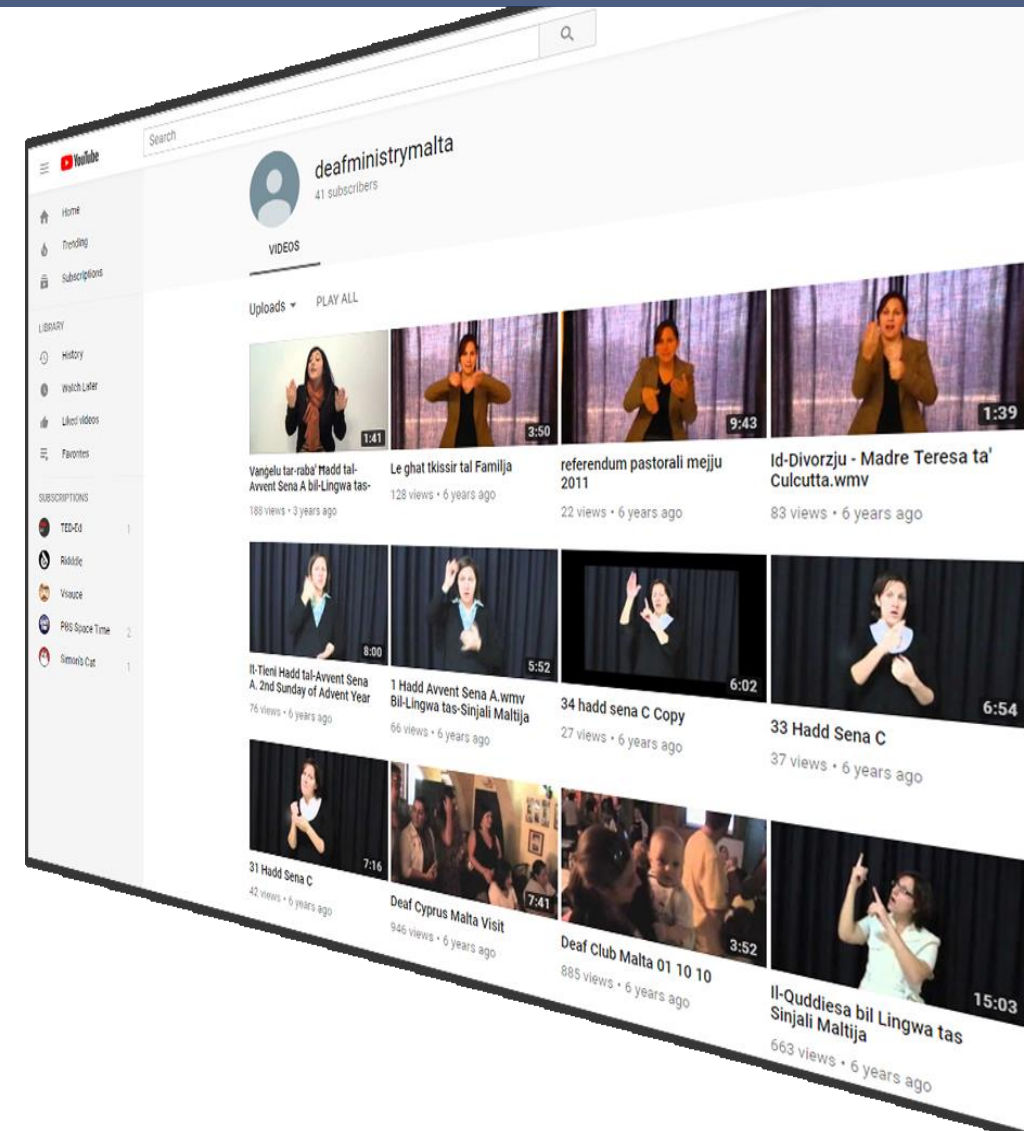 YouTube
Search
Home
Trending
Subscriptions
LIBRARY
History
Watch Later
Liked videos
Favorites
SUBSCRIPTIONS
TED-Ed 1
Riddle
Vsauce
PBS Space Time 2
Simon's Cat 1
deafministrymalta
41 subscribers
VIDEOS
Uploads PLAY ALL
1:41
Vanġelu tar-raba' Ħadd tal-
Avvent Sena A bil-Lingwa tas-
188 views • 3 years ago
3:50
Le ghat tkissir tal Familja
128 views • 6 years ago
9:43
referendum pastorali mejju
2011
22 views • 6 years ago
1:39
Id-Divorzju - Madre Teresa ta'
Culcutta.wmv
83 views • 6 years ago
8:00
It-Tieni Hadd tal-Avvent Sena
A. 2nd Sunday of Advent Year
76 views • 6 years ago
5:52
1 Hadd Avvent Sena A.wmv
Bil-Lingwa tas-Sinjali Maltija
66 views • 6 years ago
6:02
34 hadd sena C Copy
27 views • 6 years ago
6:54
33 Hadd Sena C
37 views • 6 years ago
7:16
31 Hadd Sena C
42 views • 6 years ago
7:41
Deaf Cyprus Malta Visit
946 views • 6 years ago
3:52
Deaf Club Malta 01 10 10
885 views • 6 years ago
15:03
Il-Quddiesa bil Lingwa tas
Sinjali Maltija
663 views • 6 years ago